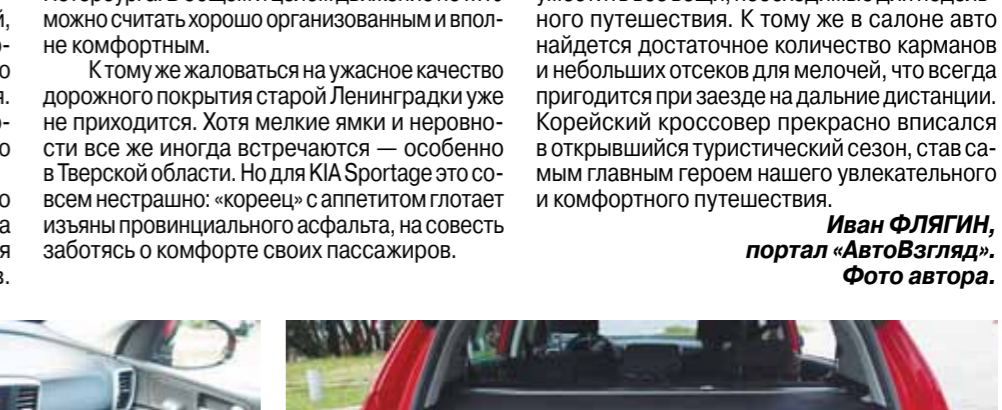 й,
о-
о
я.
о-
о
о
а
я
в.
можно считать хорошо организованным и впол-
не комфортным.
К тому же жаловаться на ужасное качество
дорожного покрытия старой Ленинградки уже
не приходится. Хотя мелкие ямки и неровно-
сти все же иногда встречаются — особенно
в Тверской области. Но для KIA Sportage это со-
всем нестрашно: «кореец» с аппетитом глотает
изъяны провинциального асфальта, на совесть
заботясь о комфорте своих пассажиров.
ного путешествия. К тому же в салоне авто
найдется достаточное количество карманов
и небольших отсеков для мелочей, что всегда
пригодится при заезде на дальние дистанции.
Корейский кроссовер прекрасно вписался
в открывшийся туристический сезон, став са-
мым главным героем нашего увлекательного
и комфортного путешествия.
Иван ФЛЯГИН,
портал «АвтоВзгляд».
Фото автора.